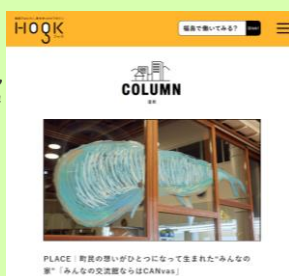 HOOK
福島で働いてみる？
COLUMN
PLACE｜町民の想いがひとつになって生まれた“みんなの
家”「みんなの交流館ならはCANvas」